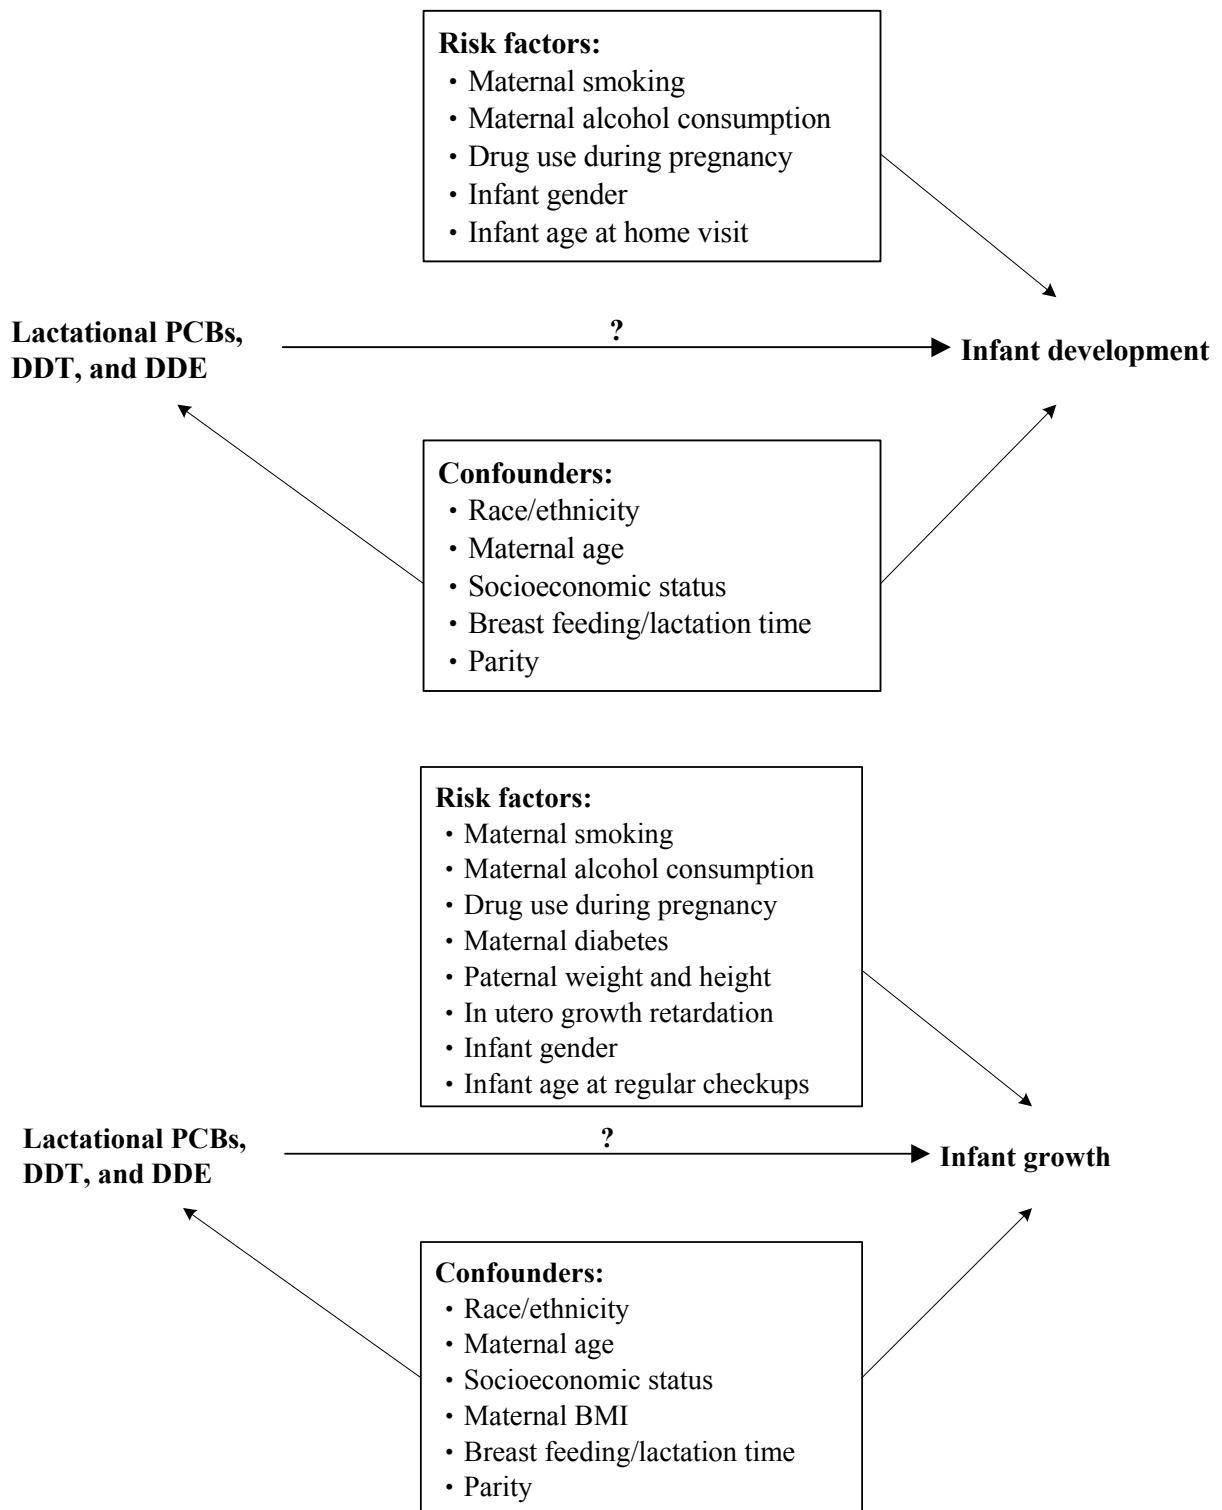 Risk factors:
・Maternal smoking
・Maternal alcohol consumption
・Drug use during pregnancy
・Infant gender
・Infant age at home visit
Lactational PCBs,
DDT, and DDE
?
Infant development
Confounders:
・Race/ethnicity
・Maternal age
・Socioeconomic status
・Breast feeding/lactation time
・Parity
Risk factors:
・Maternal smoking
・Maternal alcohol consumption
・Drug use during pregnancy
・Maternal diabetes
・Paternal weight and height
・In utero growth retardation
・Infant gender
・Infant age at regular checkups
Lactational PCBs,
DDT, and DDE
?
Infant growth
Confounders:
・Race/ethnicity
・Maternal age
・Socioeconomic status
・Maternal BMI
・Breast feeding/lactation time
・Parity